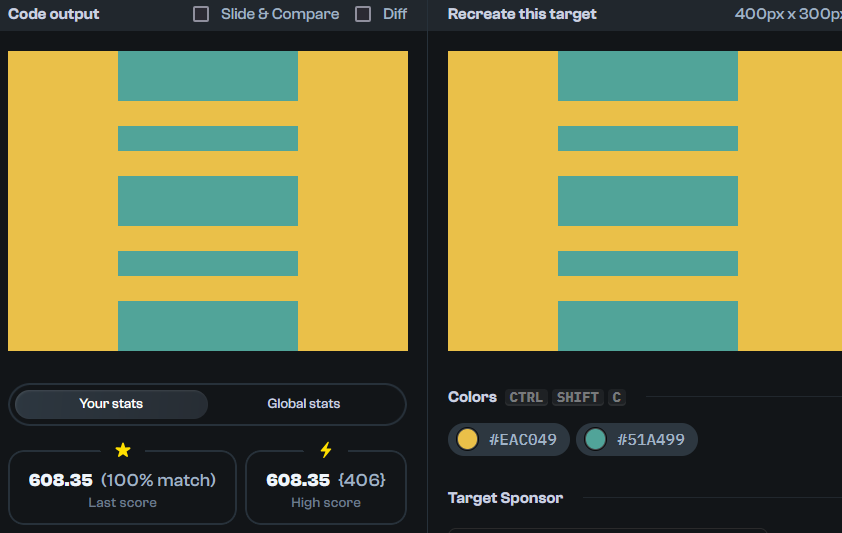 Code output
Slide & Compare
Diff
Recreate this target
400px x 300px
Your stats
Global stats
608.35 (100% match)
Last score
608.35 {406}
High score
Colors CTRL SHIFT C
#EAC049
#51A499
Target Sponsor